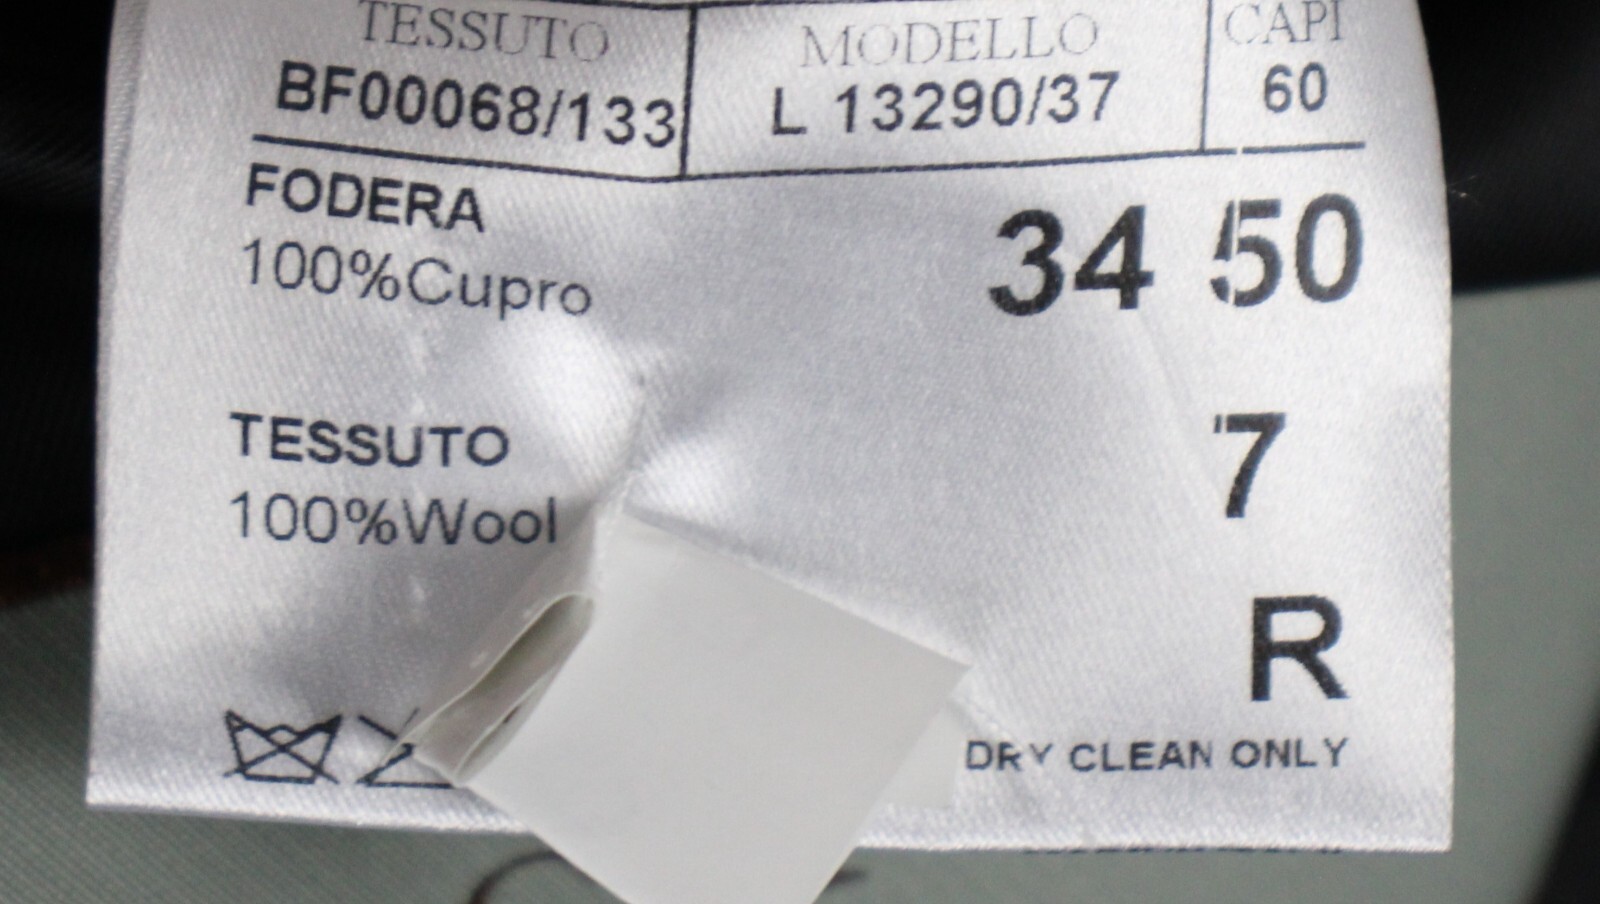 TESSUTO MODELLO CAPI
BF00068/133 L 13290/37 60
FODERA
100%Cupro
34 50
TESSUTO
100%Wool
7
R
DRY CLEAN ONLY